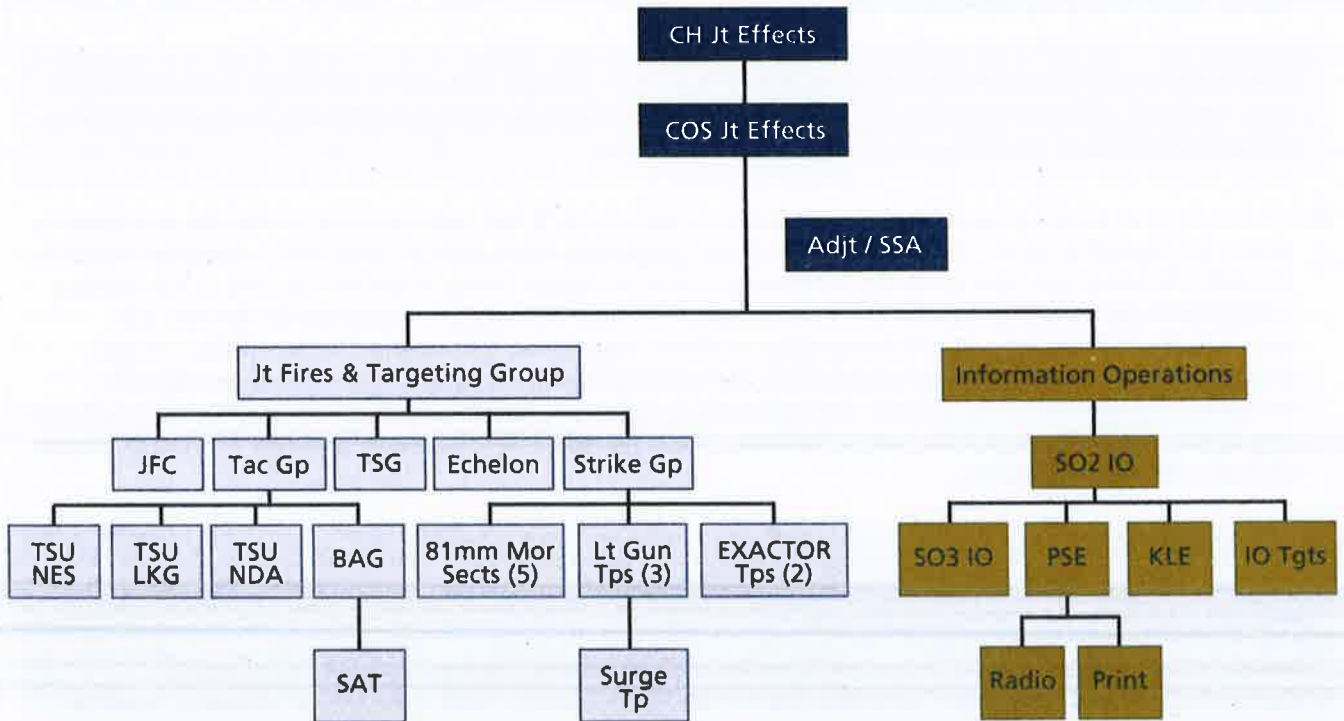 CH Jt Effects
COS Jt Effects
Adjt / SSA
Jt Fires & Targeting Group
Information Operations
JFC
Tac Gp
TSG
Echelon
Strike Gp
SO2 IO
TSU
NES
TSU
LKG
TSU
NDA
BAG
81mm Mor
Sects (5)
Lt Gun
Tps (3)
EXACTOR
Tps (2)
SO3 IO
PSE
KLE
IO Tgts
SAT
Surge
Tp
Radio
Print